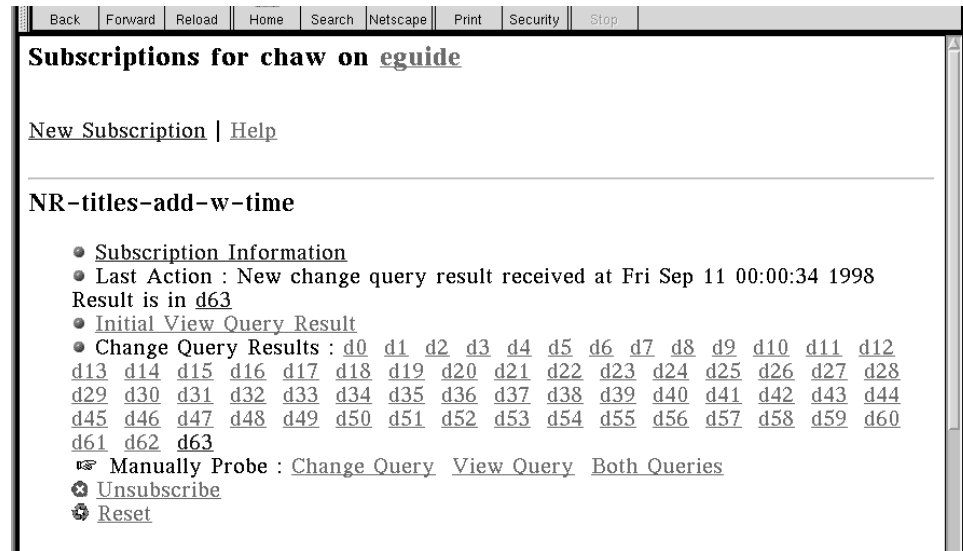 Back Forward Reload Home Search Netscape Print Security Stop
Subscriptions for chaw on eguide
New Subscription | Help
NR-titles-add-w-time
Subscription Information
Last Action : New change query result received at Fri Sep 11 00:00:34 1998
Result is in d63
Initial View Query Result
Change Query Results : d0 d1 d2 d3 d4 d5 d6 d7 d8 d9 d10 d11 d12
d13 d14 d15 d16 d17 d18 d19 d20 d21 d22 d23 d24 d25 d26 d27 d28
d29 d30 d31 d32 d33 d34 d35 d36 d37 d38 d39 d40 d41 d42 d43 d44
d45 d46 d47 d48 d49 d50 d51 d52 d53 d54 d55 d56 d57 d58 d59 d60
d61 d62 d63
Manually Probe : Change Query View Query Both Queries
Unsubscribe
Reset